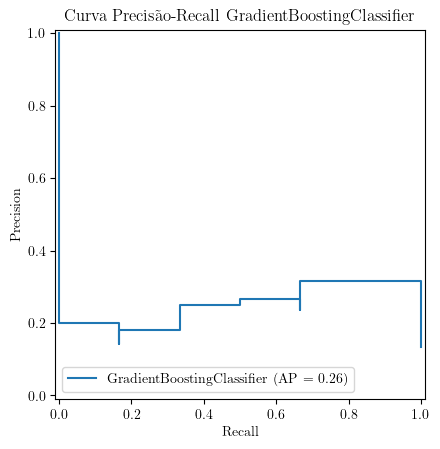 Curva Precisão-Recall GradientBoostingClassifier
1.0
0.8
0.6
0.4
0.2
0.0
Precision
GradientBoostingClassifier (AP = 0.26)
0.0 0.2 0.4 0.6 0.8 1.0
Recall